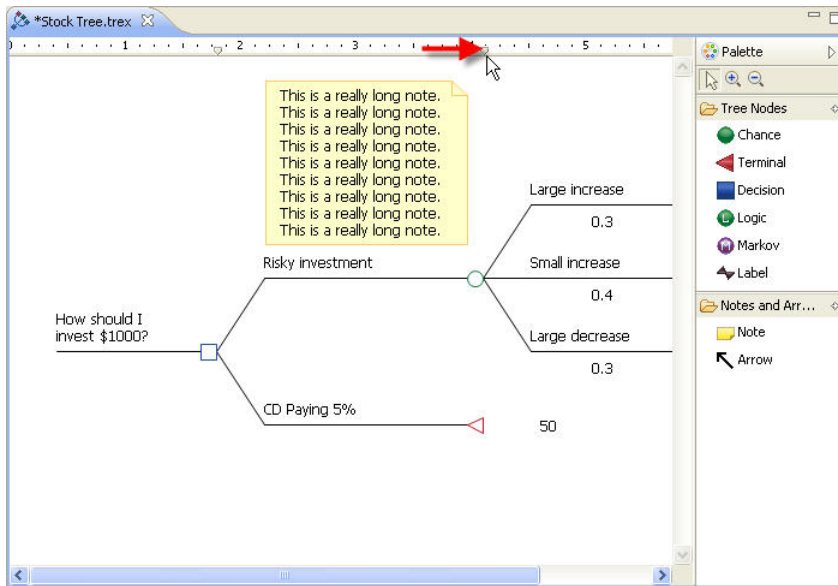 *Stock Tree.trex
0 1 2 3 4 5
Palette
This is a really long note.
This is a really long note.
This is a really long note.
This is a really long note.
This is a really long note.
This is a really long note.
This is a really long note.
This is a really long note.
This is a really long note.
Tree Nodes
Chance
Terminal
Decision
L Logic
M Markov
Label
Large increase
0.3
Risky investment
Small increase
0.4
Notes and Arr...
Note
Arrow
How should I
invest $1000?
Large decrease
0.3
CD Paying 5%
50